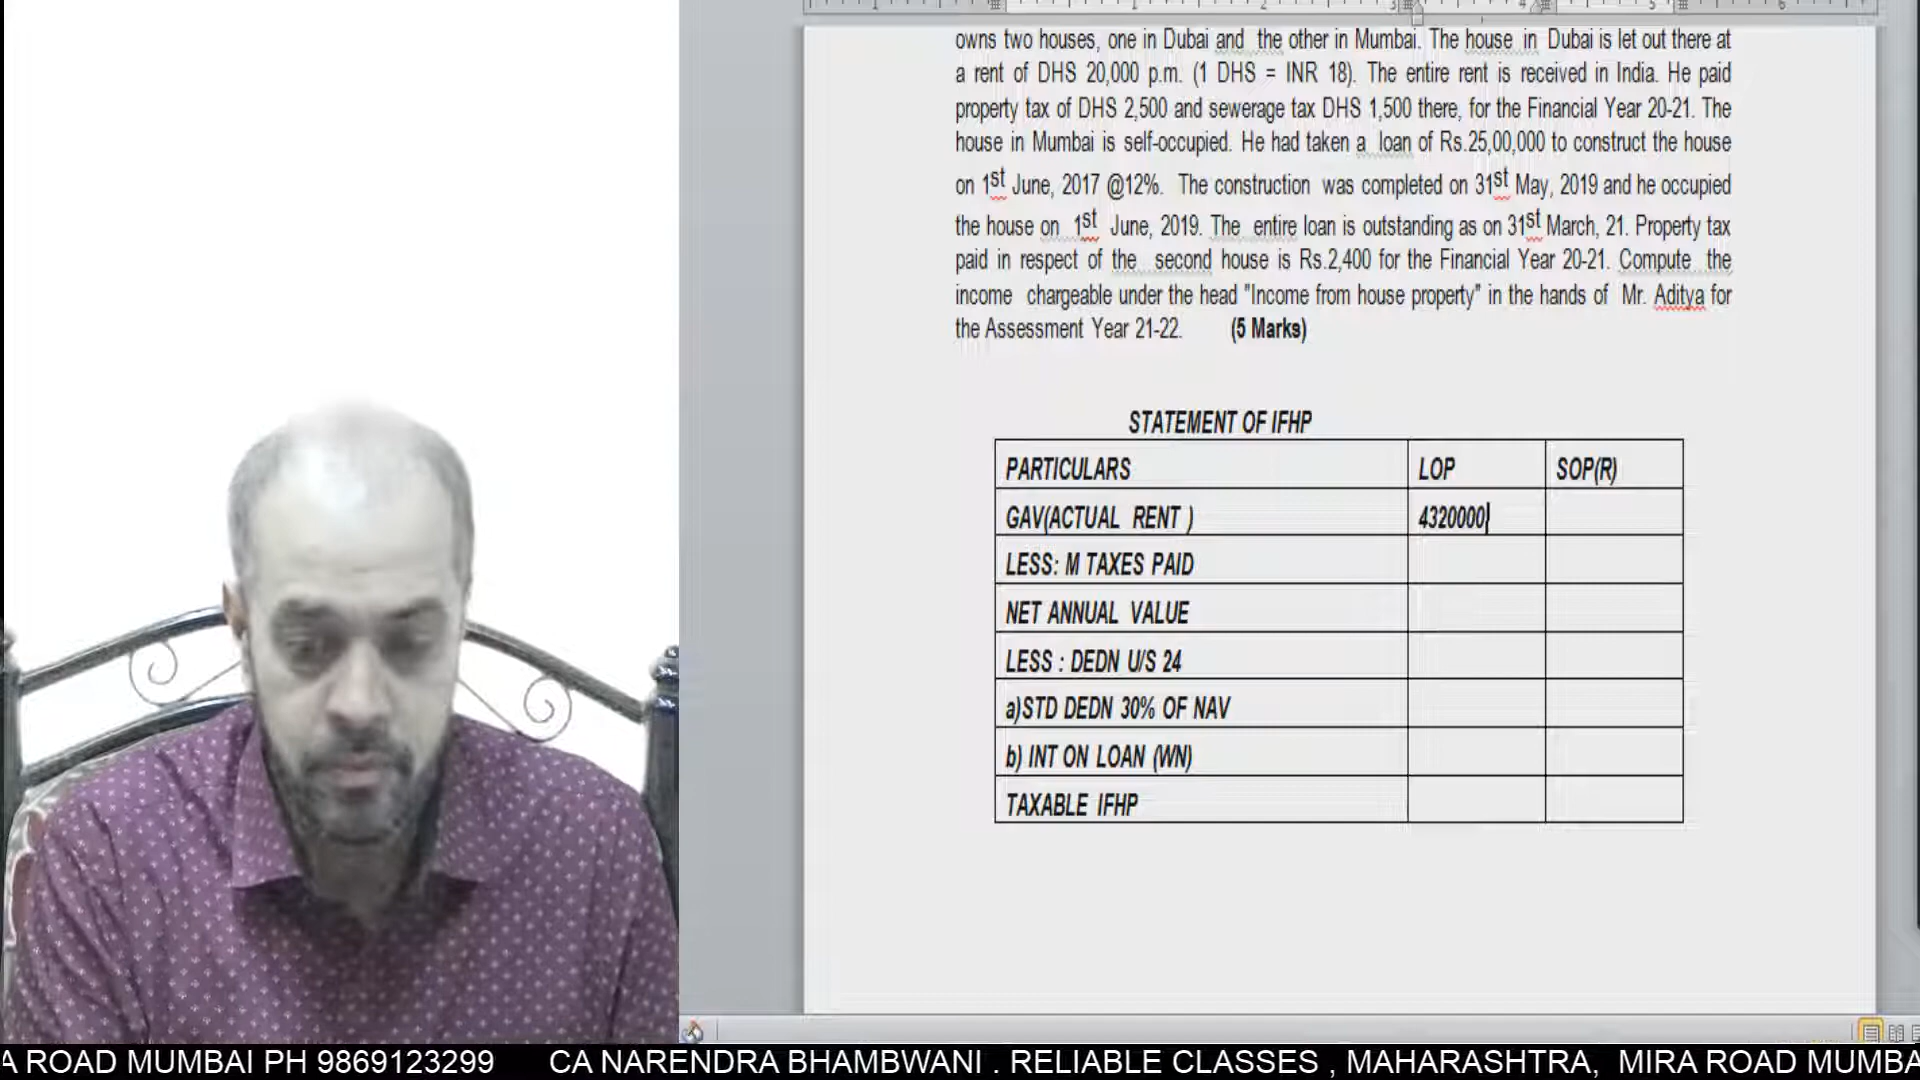 owns two houses, one in Dubai and the other in Mumbai. The house in Dubai is let out there at
a rent of DHS 20,000 p.m. (1 DHS = INR 18). The entire rent is received in India. He paid
property tax of DHS 2,500 and sewerage tax DHS 1,500 there, for the Financial Year 20-21. The
house in Mumbai is self-occupied. He had taken a loan of Rs.25,00,000 to construct the house
on 1st June, 2017 @12%. The construction was completed on 31st May, 2019 and he occupied
the house on 1st June, 2019. The entire loan is outstanding as on 31st March, 21. Property tax
paid in respect of the second house is Rs.2,400 for the Financial Year 20-21. Compute the
income chargeable under the head "Income from house property" in the hands of Mr. Aditya for
the Assessment Year 21-22. (5 Marks)
STATEMENT OF IFHP
PARTICULARS LOP SOP(R)
GAV(ACTUAL RENT ) 4320000
LESS: M TAXES PAID
NET ANNUAL VALUE
LESS : DEDN U/S 24
a)STD DEDN 30% OF NAV
b) INT ON LOAN (WN)
TAXABLE IFHP
A ROAD MUMBAI PH 9869123299 CA NARENDRA BHAMBWANI . RELIABLE CLASSES , MAHARASHTRA, MIRA ROAD MUMBA